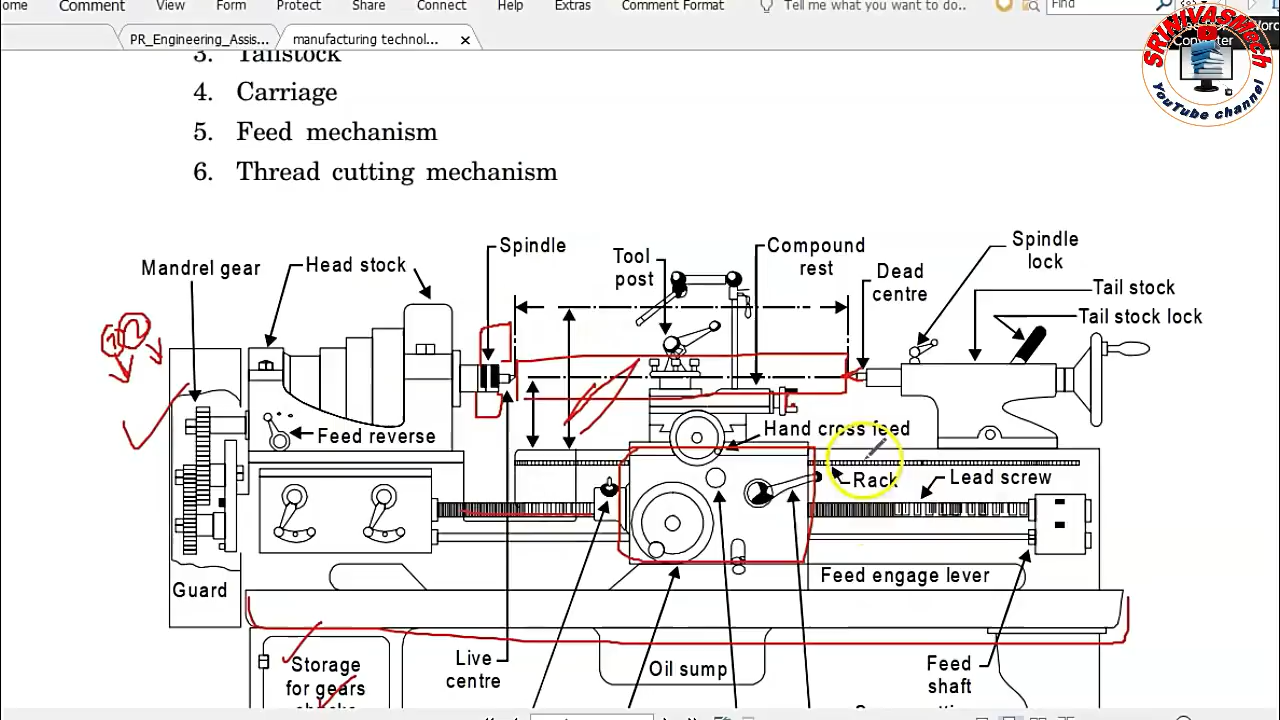 ome Comment View Form Protect Share Connect Help Extras Comment Format Tell me what you want to do.. Find
PR_Engineering_Assis... manufacturing technol...
SRINIVASMech
YouTube channel
3. Tailstock
4. Carriage
5. Feed mechanism
6. Thread cutting mechanism
Mandrel gear
Head stock
Spindle
Tool
post
Compound
rest
Dead
centre
Spindle
lock
Tail stock
Tail stock lock
Feed reverse
Hand cross feed
Rack
Lead screw
Guard
Feed engage lever
Storage
for gears
Live
centre
Oil sump
Feed
shaft